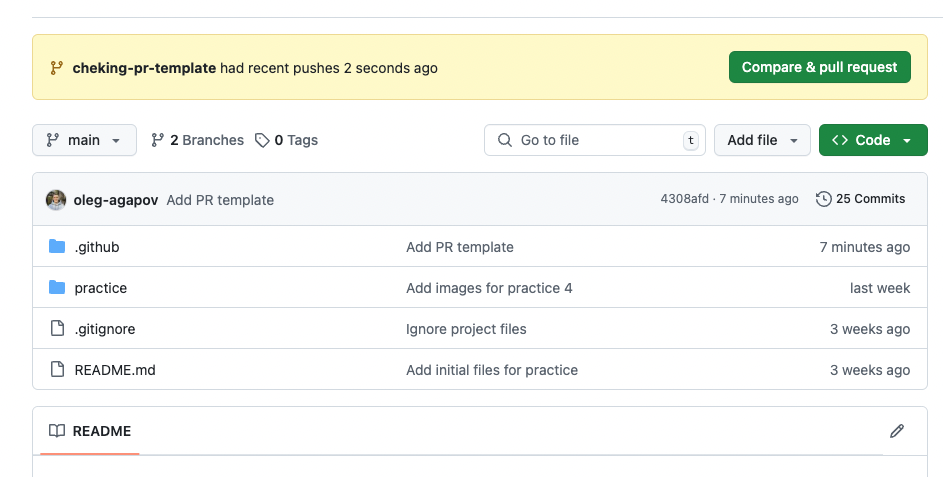 cheking-pr-template had recent pushes 2 seconds ago
Compare & pull request
main
2 Branches
0 Tags
Go to file
t
Add file
Code
oleg-agapov Add PR template
4308afd · 7 minutes ago
25 Commits
.github Add PR template 7 minutes ago
practice Add images for practice 4 last week
.gitignore Ignore project files 3 weeks ago
README.md Add initial files for practice 3 weeks ago
README